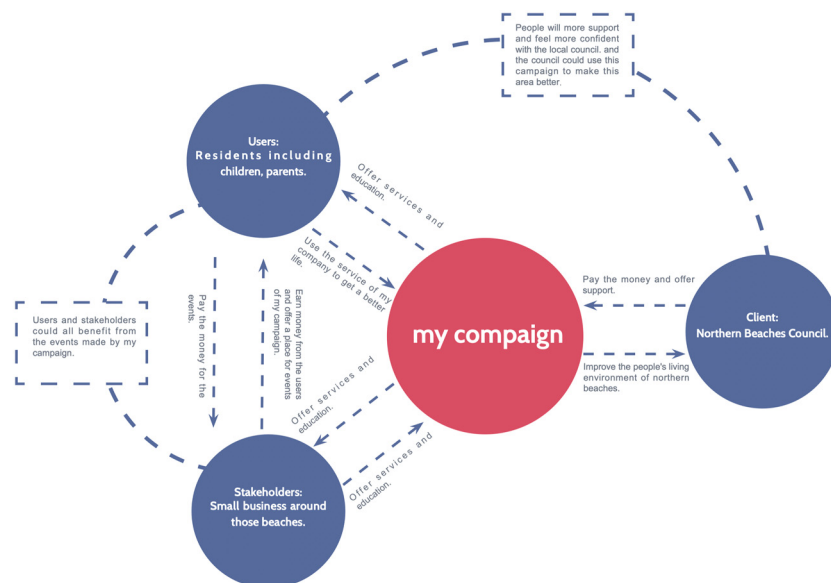 People will more support
and feel more confident
with the local council. and
the council could use this
campaign to make this
area better.
Users:
Residents including
children, parents.
Offer services and
education.
Use the service of my
company to get a better
life.
Users and stakeholders
could all benefit from
the events made by my
campaign.
Pay the money for the
events.
Earn money from the users
and offer a place for events
of my campaign.
my compaign
Pay the money and offer
support.
Client:
Northern Beaches Council.
Improve the people's living
environment of northern
beaches.
Offer services and
education.
Offer services and
education.
Stakeholders:
Small business around
those beaches.